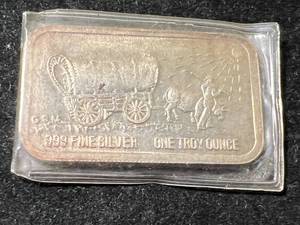 G.S.M.
.999 FINE SILVER ONE TROY OUNCE